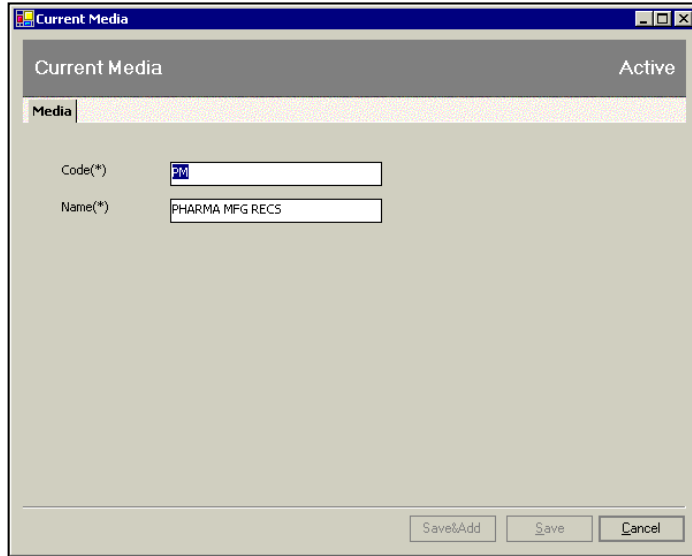 Current Media
Current Media Active
Media
Code(*) PM
Name(*) PHARMA MFG RECS
Save&Add Save Cancel